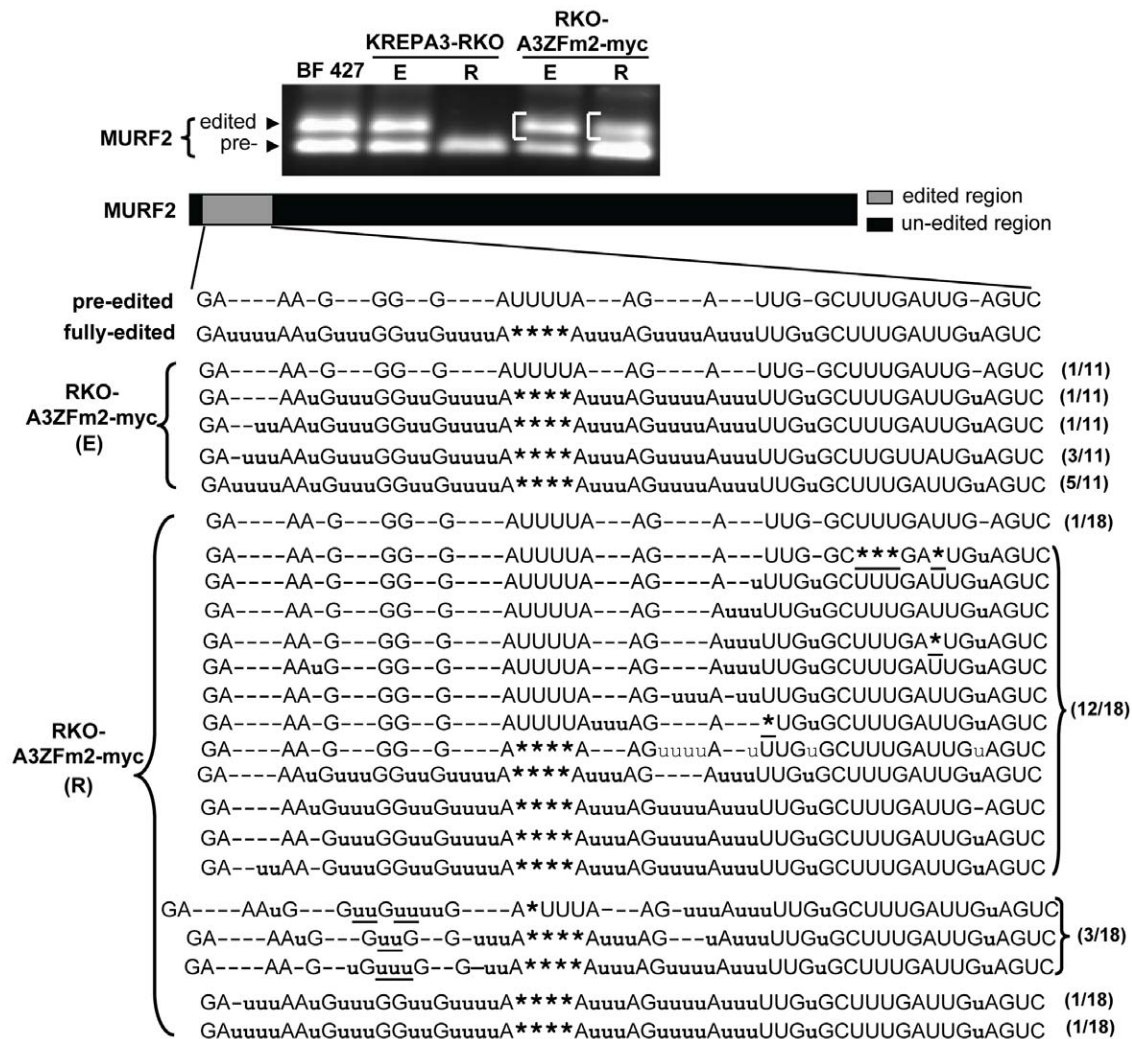 RKO-
KREPA3-RKO A3ZFm2-myc
BF 427 E R E R
MURF2 { edited ►
pre- ►
MURF2
edited region
un-edited region
pre-edited GA----AA-G---GG--G----AUUUUA---AG----A---UUG-GCUUUGAUUG-AGUC
fully-edited GAuuuuAAuGuuuGGuuGuuuuA****AuuuAGuuuuAuuuUUGuGCUUUGAUUGuAGUC
RKO-
A3ZFm2-myc
(E)
GA----AA-G---GG--G----AUUUUA---AG----A---UUG-GCUUUGAUUG-AGUC (1/11)
GA----AAuGuuuGGuuGuuuuA****AuuuAGuuuuAuuuUUGuGCUUUGAUUGuAGUC (1/11)
GA--uuAAuGuuuGGuuGuuuuA****AuuuAGuuuuAuuuUUGuGCUUUGAUUGuAGUC (1/11)
GA-uuuAAuGuuuGGuuGuuuuA****AuuuAGuuuuAuuuUUGuGCUUUGUUAUGuAGUC (3/11)
GAuuuuAAuGuuuGGuuGuuuuA****AuuuAGuuuuAuuuUUGuGCUUUGAUUGuAGUC (5/11)
RKO-
A3ZFm2-myc
(R)
GA----AA-G---GG--G----AUUUUA---AG----A---UUG-GCUUUGAUUG-AGUC (1/18)
GA----AA-G---GG--G----AUUUUA---AG----A---UUG-GC***GA*UGuAGUC
GA----AA-G---GG--G----AUUUUA---AG----A--uUUGuGCUUUGAUUGuAGUC
GA----AA-G---GG--G----AUUUUA---AG----AuuuUUGuGCUUUGAUUGuAGUC
GA----AA-G---GG--G----AUUUUA---AG----AuuuUUGuGCUUUGA*UGuAGUC
GA----AAuG---GG--G----AUUUUA---AG----AuuuUUGuGCUUUGAUUGuAGUC
GA----AA-G---GG--G----AUUUUA---AG-uuuA-uuUUGuGCUUUGAUUGuAGUC
GA----AA-G---GG--G----AUUUUAuuuAG----A---*UGuGCUUUGAUUGuAGUC
GA----AA-G---GG--G----A****A---AGuuuuA--uUUGuGCUUUGAUUGuAGUC
GA----AAuGuuuGGuuGuuuuA****AuuuAG----AuuuUUGuGCUUUGAUUGuAGUC
GA----AAuGuuuGGuuGuuuuA****AuuuAGuuuuAuuuUUGuGCUUUGAUUG-AGUC
GA----AA-GuuuGGuuGuuuuA****AuuuAGuuuuAuuuUUGuGCUUUGAUUGuAGUC
GA--uuAA-GuuuGGuuGuuuuA****AuuuAGuuuuAuuuUUGuGCUUUGAUUGuAGUC
(12/18)
GA----AAuG---GuuGuuuuG----A*UUUA---AG-uuuAuuuUUGuGCUUUGAUUGuAGUC
GA----AAuG---GuuG--G-uuuA****AuuuAG---uAuuuUUGuGCUUUGAUUGuAGUC
GA----AA-G--uGuuuG--G--uuA****AuuuAGuuuuAuuuUUGuGCUUUGAUUGuAGUC
(3/18)
GA-uuuAAuGuuuGGuuGuuuuA****AuuuAGuuuuAuuuUUGuGCUUUGAUUGuAGUC (1/18)
GAuuuuAAuGuuuGGuuGuuuuA****AuuuAGuuuuAuuuUUGuGCUUUGAUUGuAGUC (1/18)